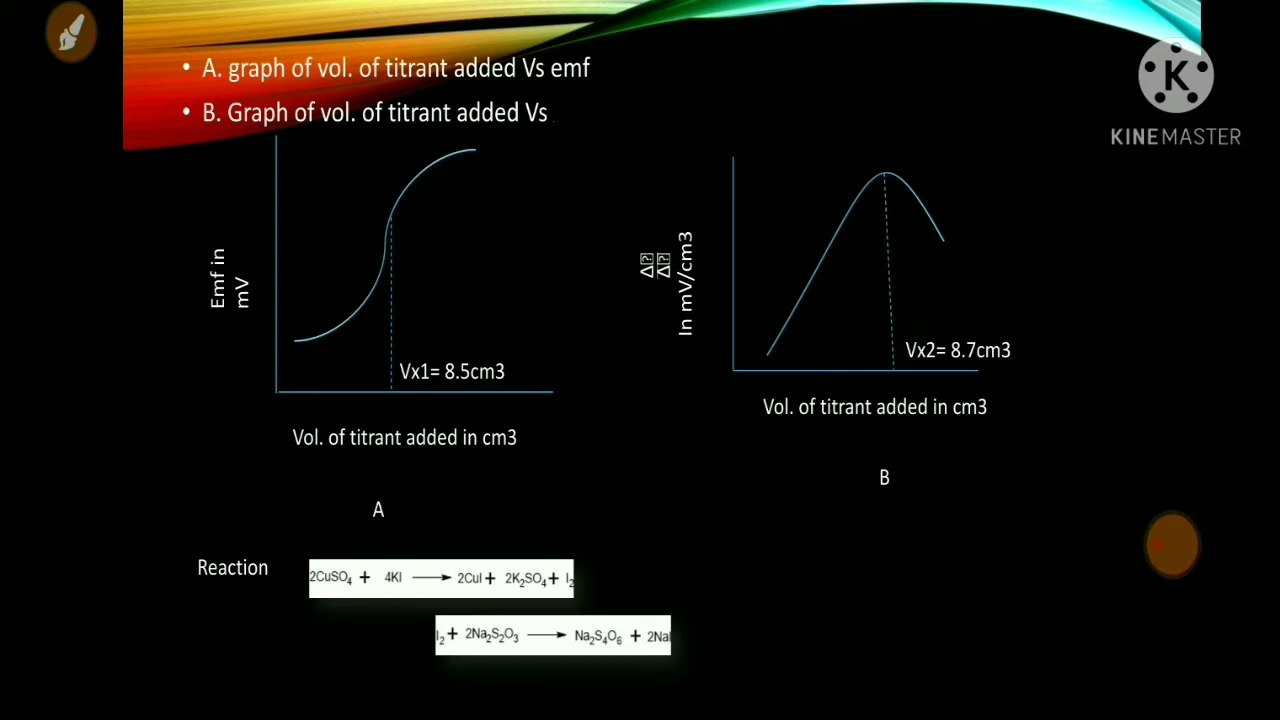 • A. graph of vol. of titrant added Vs emf
• B. Graph of vol. of titrant added Vs
K
KINEMASTER
Emf in
mV
Vx1= 8.5cm3
Vol. of titrant added in cm3
A
Δ
Δ
In mV/cm3
Vx2= 8.7cm3
Vol. of titrant added in cm3
B
Reaction
2CuSO₄ + 4KI ⟶ 2CuI + 2K₂SO₄ + I₂
I₂ + 2Na₂S₂O₃ ⟶ Na₂S₄O₆ + 2NaI